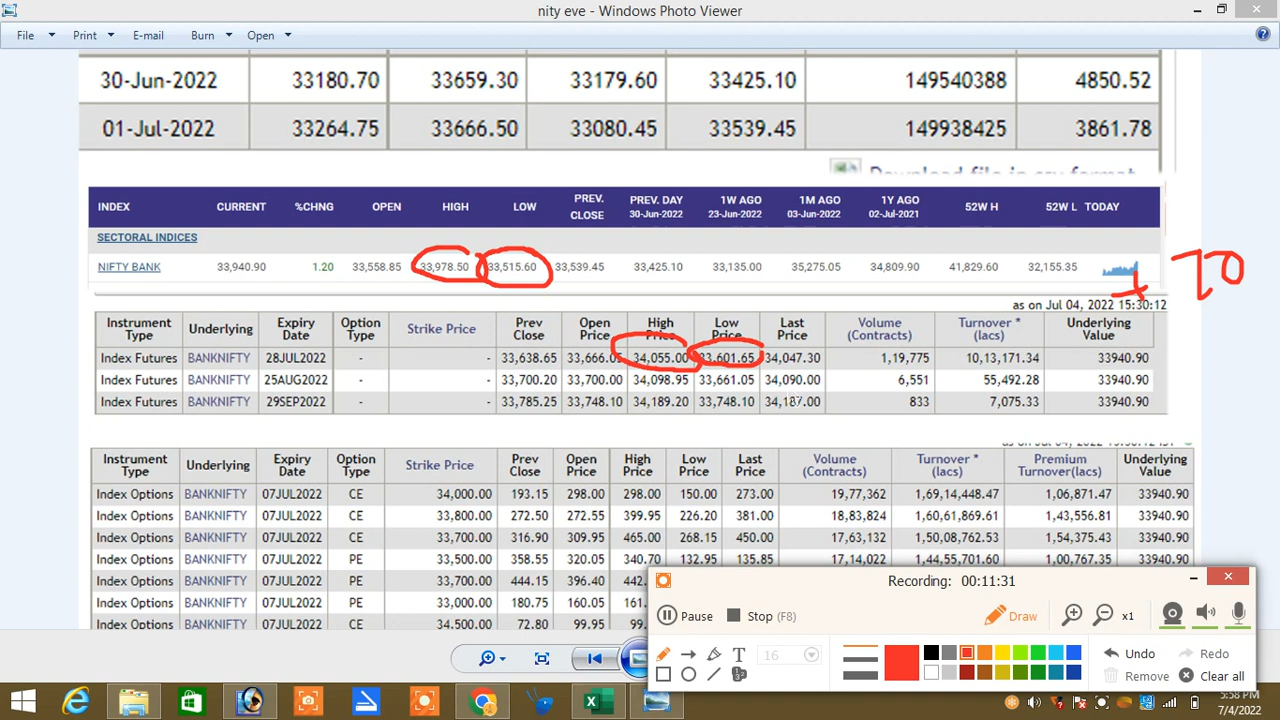 nity eve - Windows Photo Viewer
File Print E-mail Burn Open
30-Jun-2022 33180.70 33659.30 33179.60 33425.10 149540388 4850.52
01-Jul-2022 33264.75 33666.50 33080.45 33539.45 149938425 3861.78
Download file in csv format
INDEX CURRENT %CHNG OPEN HIGH LOW PREV. CLOSE PREV. DAY 30-Jun-2022 1W AGO 23-Jun-2022 1M AGO 03-Jun-2022 1Y AGO 02-Jul-2021 52W H 52W L TODAY
SECTORAL INDICES
NIFTY BANK 33,940.90 1.20 33,558.85 33,978.50 33,515.60 33,539.45 33,425.10 33,135.00 35,275.05 34,809.90 41,829.60 32,155.35
+ 70
as on Jul 04, 2022 15:30:12
Instrument Type Underlying Expiry Date Option Type Strike Price Prev Close Open Price High Price Low Price Last Price Volume (Contracts) Turnover * (lacs) Underlying Value
Index Futures BANKNIFTY 28JUL2022 - - 33,638.65 34,055.00 33,601.65 34,047.30 1,19,775 10,13,171.34 33940.90
Index Futures BANKNIFTY 25AUG2022 - - 33,700.20 33,700.00 34,098.95 33,661.05 34,090.00 6,551 55,492.28 33940.90
Index Futures BANKNIFTY 29SEP2022 - - 33,785.25 33,748.10 34,189.20 33,748.10 34,187.00 833 7,075.33 33940.90
Instrument Type Underlying Expiry Date Option Type Strike Price Prev Close Open Price High Price Low Price Last Price Volume (Contracts) Turnover * (lacs) Premium Turnover(lacs) Underlying Value
Index Options BANKNIFTY 07JUL2022 CE 34,000.00 193.15 298.00 298.00 150.00 273.00 19,77,362 1,69,14,448.47 1,06,871.47 33940.90
Index Options BANKNIFTY 07JUL2022 CE 33,800.00 272.50 272.55 399.95 226.20 381.00 18,83,824 1,60,61,869.61 1,43,556.81 33940.90
Index Options BANKNIFTY 07JUL2022 CE 33,700.00 316.90 309.95 465.00 268.15 450.00 17,63,132 1,50,08,762.53 1,54,375.43 33940.90
Index Options BANKNIFTY 07JUL2022 PE 33,500.00 358.55 320.05 340.70 132.95 135.85 17,14,022 1,44,55,701.60 1,00,767.35 33940.90
Index Options BANKNIFTY 07JUL2022 PE 33,700.00 444.15 396.40
Index Options BANKNIFTY 07JUL2022 PE 33,000.00 180.75 160.05
Index Options BANKNIFTY 07JUL2022 CE 34,500.00 72.80 99.95
Recording: 00:11:31
Pause Stop (F8) Draw x1
T 16 Undo Redo
Remove Clear all
5:58 PM
7/4/2022